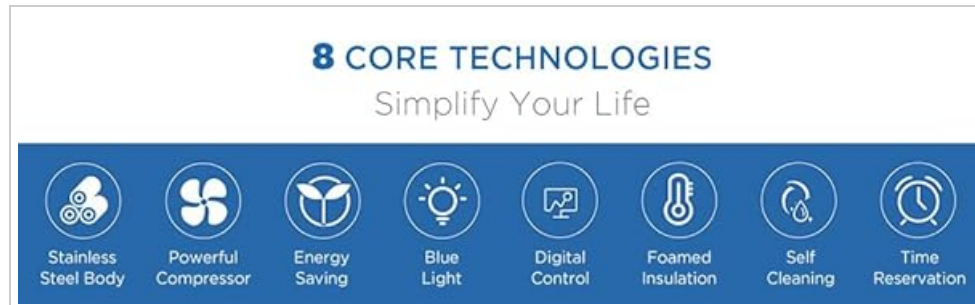 8 CORE TECHNOLOGIES
Simplify Your Life
Stainless Steel Body
Powerful Compressor
Energy Saving
Blue Light
Digital Control
Foamed Insulation
Self Cleaning
Time Reservation